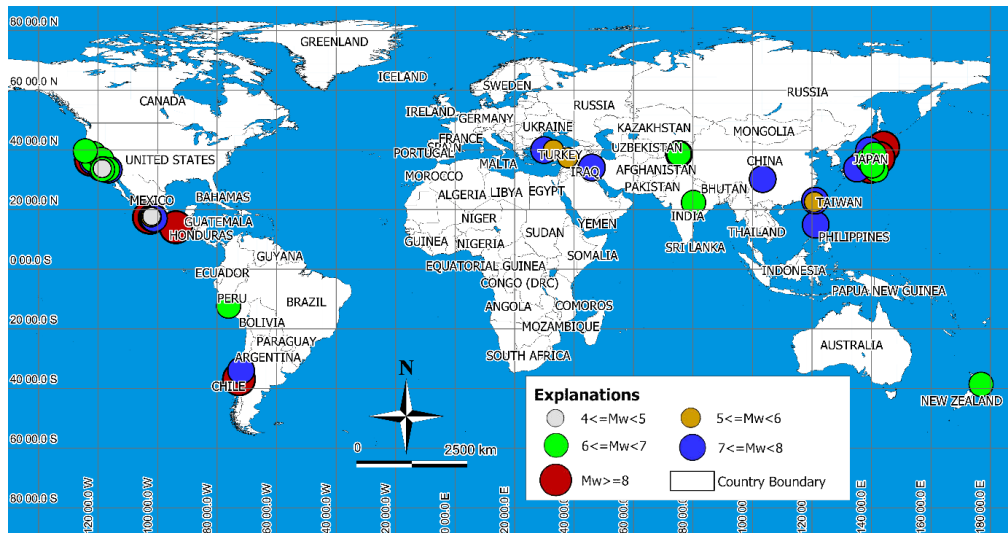 80 00.0 N
GREENLAND
ICELAND
SWEDEN
60 00.0 N
RUSSIA
RUSSIA
CANADA
IRELAND
GERMANY
UKRAINE
KAZAKHSTAN
MONGOLIA
40 00.0 N
FRANCE
SPAIN
PORTUGAL
TURKEY
UZBEKISTAN
JAPAN
UNITED STATES
MALTA
IRAQ
AFGHANISTAN
CHINA
MOROCCO
ALGERIA
LIBYA
EGYPT
PAKISTAN
BHUTAN
20 00.0 N
MEXICO
BAHAMAS
TAIWAN
GUATEMALA
NIGER
YEMEN
INDIA
HONDURAS
SUDAN
THAILAND
PHILIPPINES
GUINEA
NIGERIA
SRI LANKA
0 00.0 N
GUYANA
SOMALIA
ECUADOR
EQUATORIAL GUINEA
INDONESIA
CONGO (DRC)
PAPUA NEW GUINEA
PERU
BRAZIL
ANGOLA
COMOROS
20 00.0 S
BOLIVIA
MOZAMBIQUE
PARAGUAY
AUSTRALIA
ARGENTINA
SOUTH AFRICA
40 00.0 S
CHILE
NEW ZEALAND
N
Explanations
4<=Mw<5
5<=Mw<6
60 00.0 S
0
2500 km
6<=Mw<7
7<=Mw<8
Mw>=8
Country Boundary
80 00.0 S
120 00.0 W
100 00.0 W
80 00.0 W
60 00.0 W
40 00.0 W
20 00.0 W
0 00.0 E
20 00.0 E
40 00.0 E
60 00.0 E
80 00.0 E
100 00.0 E
140 00.0 E
160 00.0 E